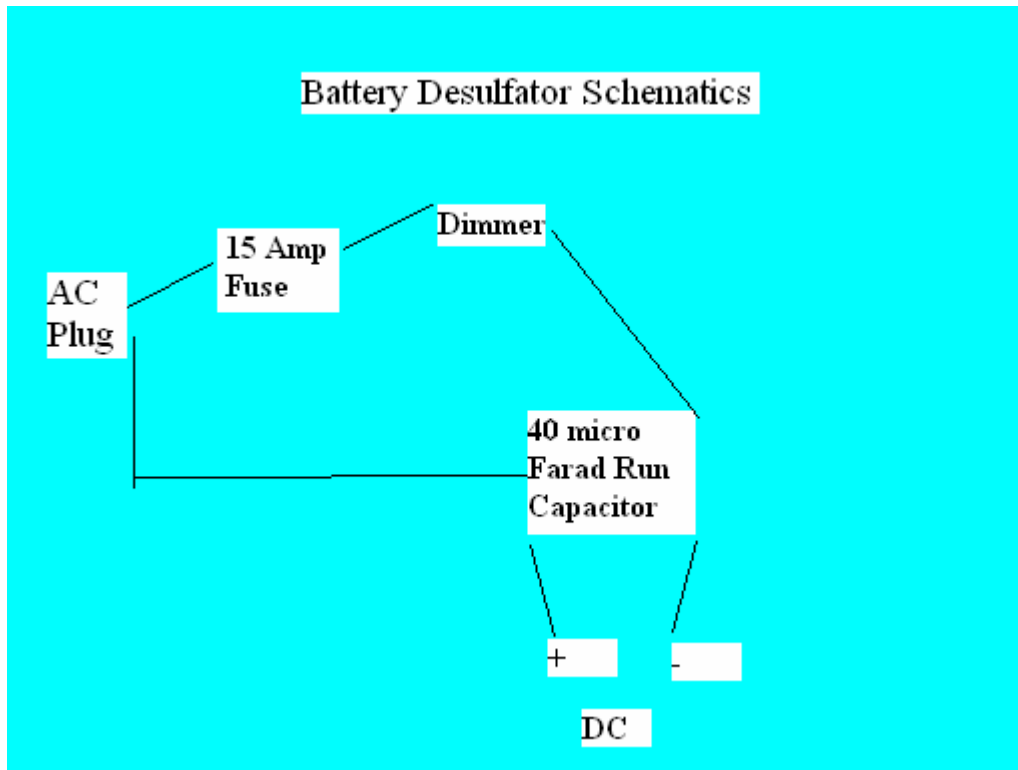 Battery Desulfator Schematics
Dimmer
15 Amp
Fuse
AC
Plug
40 micro
Farad Run
Capacitor
+
-
DC